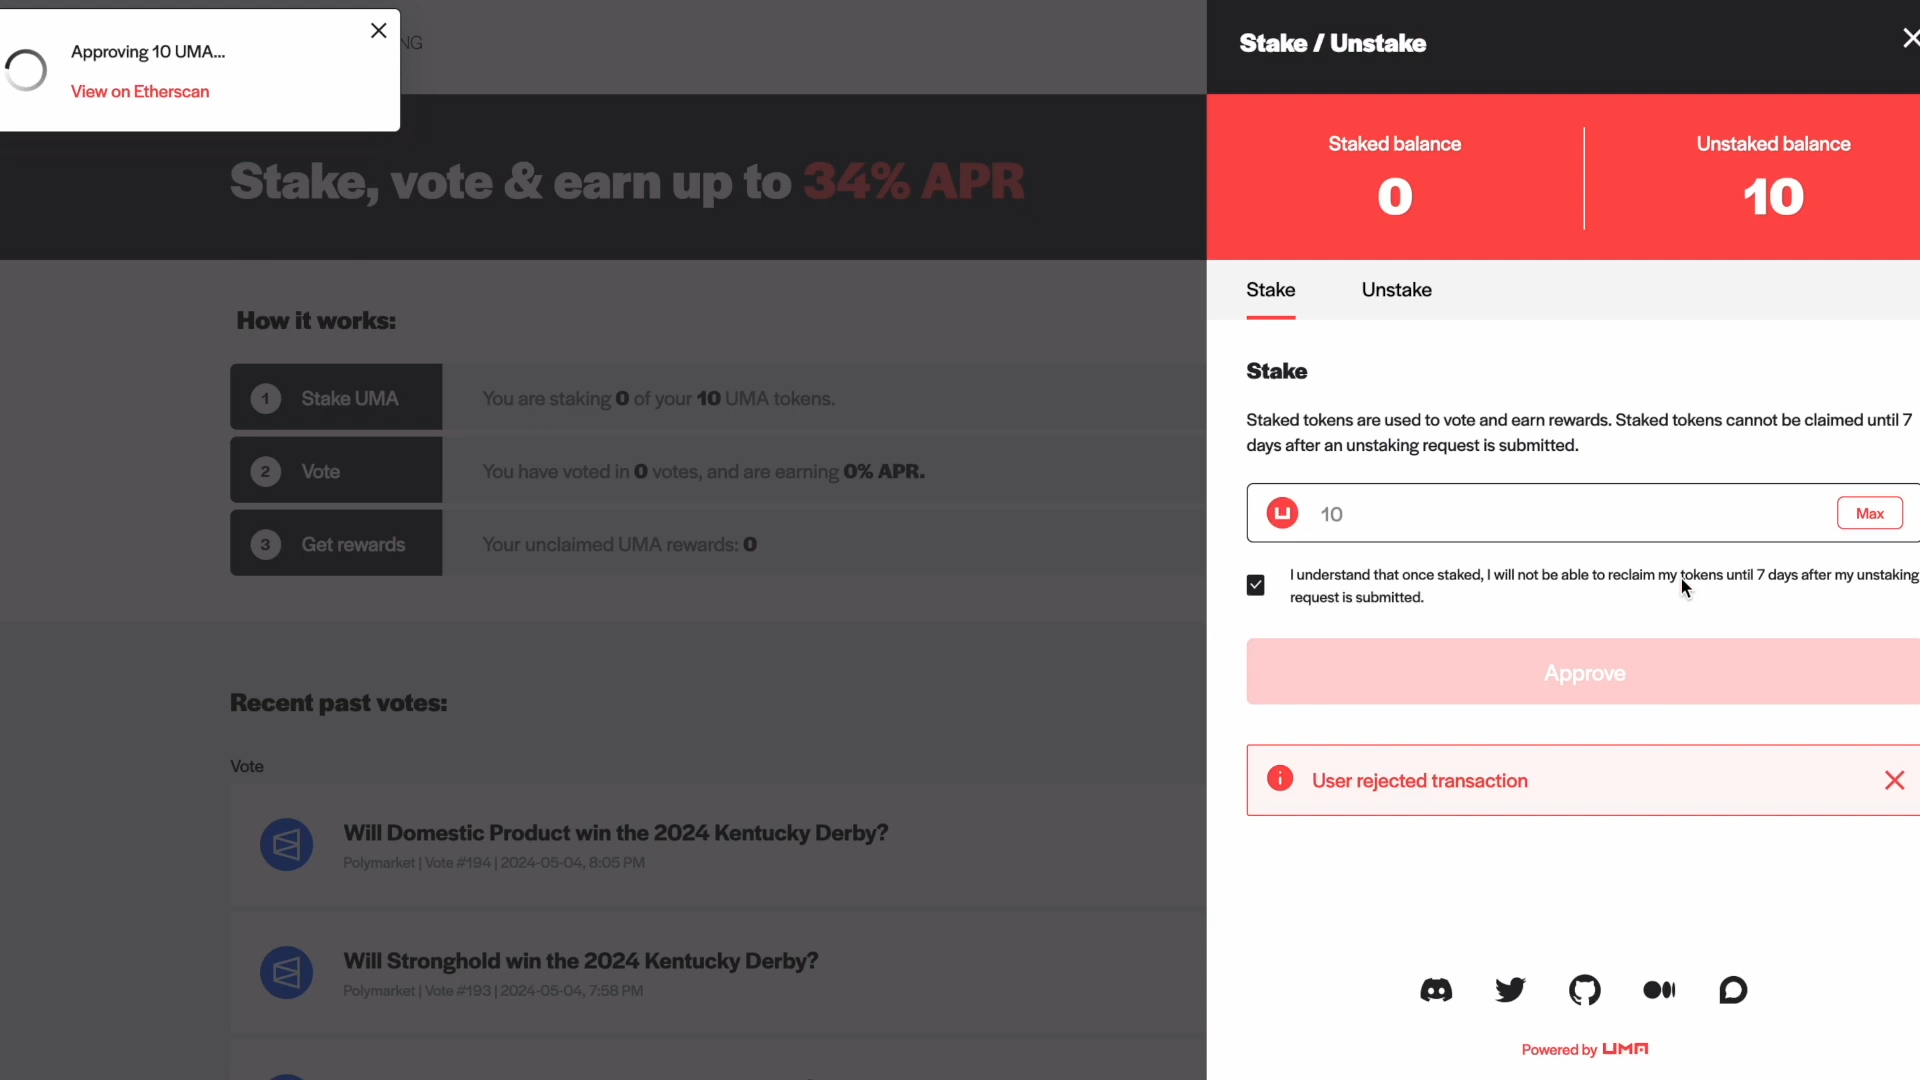 Approving 10 UMA...
View on Etherscan
NG
Stake, vote & earn up to 34% APR
How it works:
1 Stake UMA You are staking 0 of your 10 UMA tokens.
2 Vote You have voted in 0 votes, and are earning 0% APR.
3 Get rewards Your unclaimed UMA rewards: 0
Recent past votes:
Vote
Will Domestic Product win the 2024 Kentucky Derby?
Polymarket | Vote #194 | 2024-05-04, 8:05 PM
Will Stronghold win the 2024 Kentucky Derby?
Polymarket | Vote #193 | 2024-05-04, 7:58 PM
Stake / Unstake
Staked balance Unstaked balance
0 10
Stake Unstake
Stake
Staked tokens are used to vote and earn rewards. Staked tokens cannot be claimed until 7
days after an unstaking request is submitted.
10 Max
I understand that once staked, I will not be able to reclaim my tokens until 7 days after my unstaking
request is submitted.
Approve
User rejected transaction
Powered by UMA